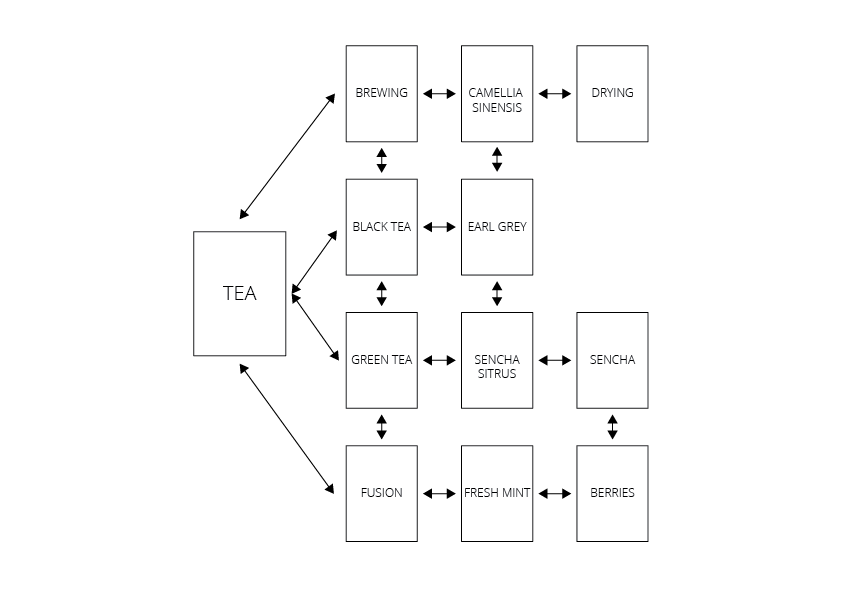 BREWING
CAMELLIA
SINENSIS
DRYING
BLACK TEA
EARL GREY
TEA
GREEN TEA
SENCHA
SITRUS
SENCHA
FUSION
FRESH MINT
BERRIES